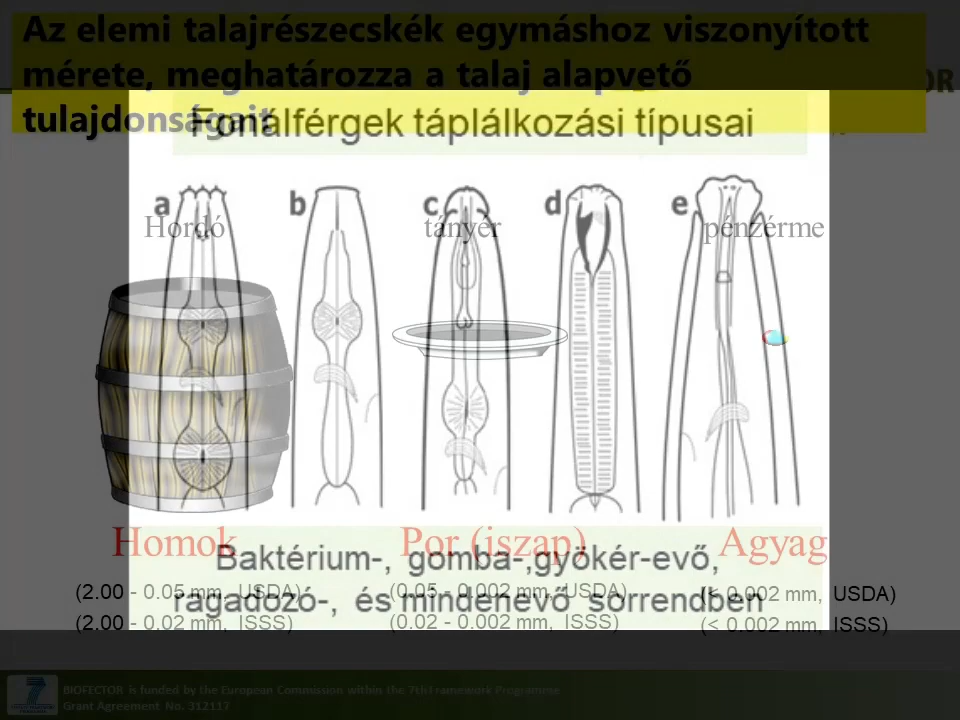 Az elemi talajrészecskék egymáshoz viszonyított
mérete, meghatározza a talaj alapvető
tulajdonságait
Fonálférgek táplálkozási típusai
a b c d e
Hordó tányér pénzérme
Homok Por (iszap) Agyag
Baktérium-, gomba-,gyökér-evő,
(2.00 - 0.05 mm, USDA) (0.05 - 0.002 mm, USDA) (< 0.002 mm, USDA)
ragadozó-, és mindenevő sorrendben
(2.00 - 0.02 mm, ISSS) (0.02 - 0.002 mm, ISSS) (< 0.002 mm, ISSS)
BIOFECTOR is funded by the European Commission within the 7th Framework Programme
Grant Agreement No. 312117